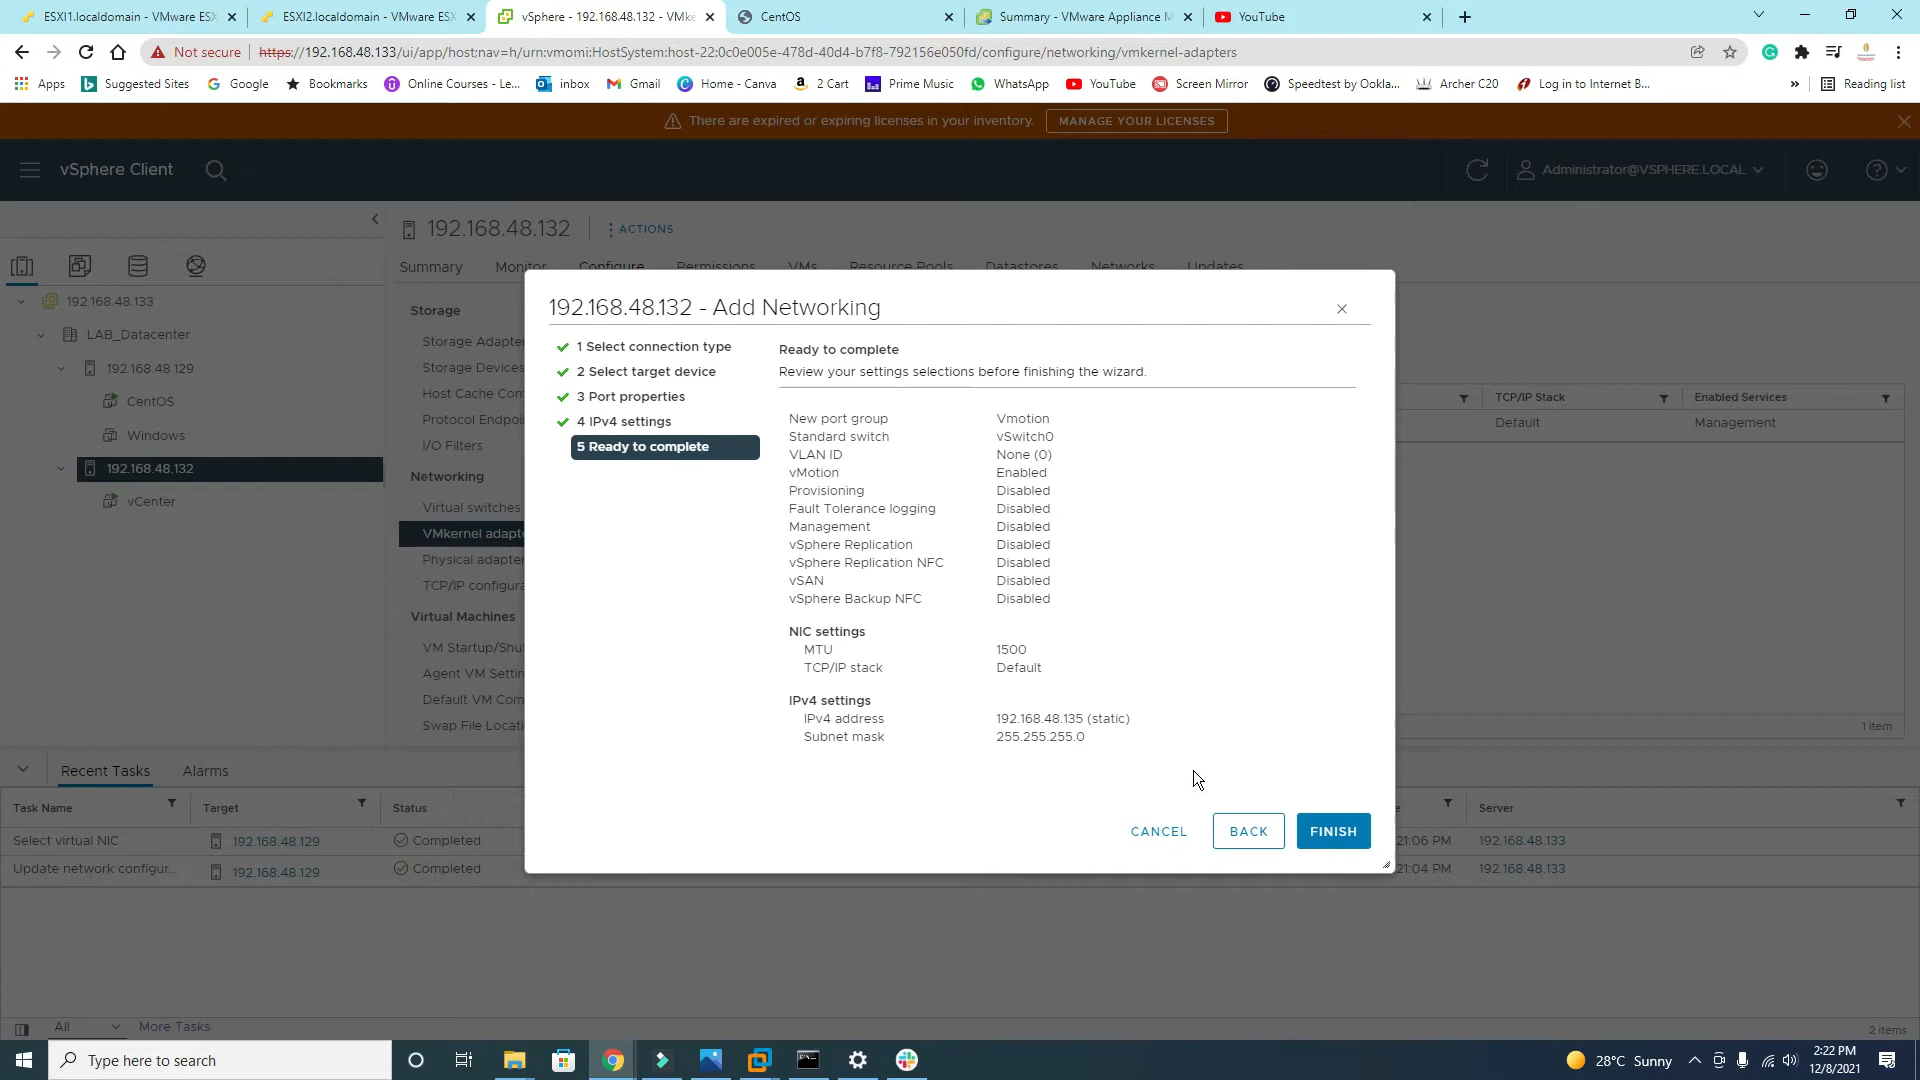 ESXI1.localdomain - VMware ESX
ESXI2.localdomain - VMware ESX
vSphere - 192.168.48.132 - VMke
CentOS
Summary - VMware Appliance M
YouTube
Not secure
https://192.168.48.133/ui/app/host:nav=h/urn:vmomi:HostSystem:host-22:0c0e005e-478d-40d4-b7f8-792156e050fd/configure/networking/vmkernel-adapters
Apps
Suggested Sites
Google
Bookmarks
Online Courses - Le...
inbox
Gmail
Home - Canva
2 Cart
Prime Music
WhatsApp
YouTube
Screen Mirror
Speedtest by Ookla...
Archer C20
Log in to Internet B...
»
Reading list
There are expired or expiring licenses in your inventory.
MANAGE YOUR LICENSES
vSphere Client
Administrator@VSPHERE.LOCAL
192.168.48.132
ACTIONS
Summary
Monitor
Configure
Permissions
VMs
Resource Pools
Datastores
Networks
Updates
192.168.48.133
LAB_Datacenter
192.168.48.129
CentOS
Windows
192.168.48.132
vCenter
Storage
Storage Adapte
Storage Devices
Host Cache Con
Protocol Endpoi
I/O Filters
Networking
Virtual switches
VMkernel adapte
Physical adapter
TCP/IP configura
Virtual Machines
VM Startup/Shu
Agent VM Settin
Default VM Com
Swap File Locati
192.168.48.132 - Add Networking
1 Select connection type
2 Select target device
3 Port properties
4 IPv4 settings
5 Ready to complete
Ready to complete
Review your settings selections before finishing the wizard.
New port group Vmotion
Standard switch vSwitch0
VLAN ID None (0)
vMotion Enabled
Provisioning Disabled
Fault Tolerance logging Disabled
Management Disabled
vSphere Replication Disabled
vSphere Replication NFC Disabled
vSAN Disabled
vSphere Backup NFC Disabled
NIC settings
MTU 1500
TCP/IP stack Default
IPv4 settings
IPv4 address 192.168.48.135 (static)
Subnet mask 255.255.255.0
CANCEL
BACK
FINISH
TCP/IP Stack
Enabled Services
Default
Management
1 item
Recent Tasks
Alarms
Task Name
Target
Status
e
Server
Select virtual NIC
192.168.48.129
Completed
21:06 PM
192.168.48.133
Update network configur...
192.168.48.129
Completed
21:04 PM
192.168.48.133
All
More Tasks
2 items
Type here to search
28°C Sunny
2:22 PM
12/8/2021